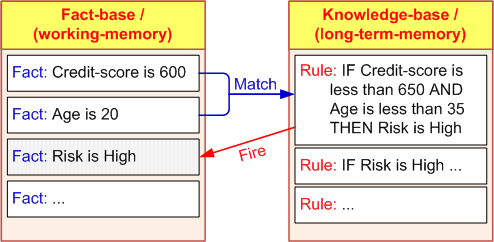 Fact-base /
(working-memory)
Fact: Credit-score is 600
Fact: Age is 20
Fact: Risk is High
Fact: ...
Match
Fire
Knowledge-base /
(long-term-memory)
Rule: IF Credit-score is
less than 650 AND
Age is less than 35
THEN Risk is High
Rule: IF Risk is High ...
Rule: ...